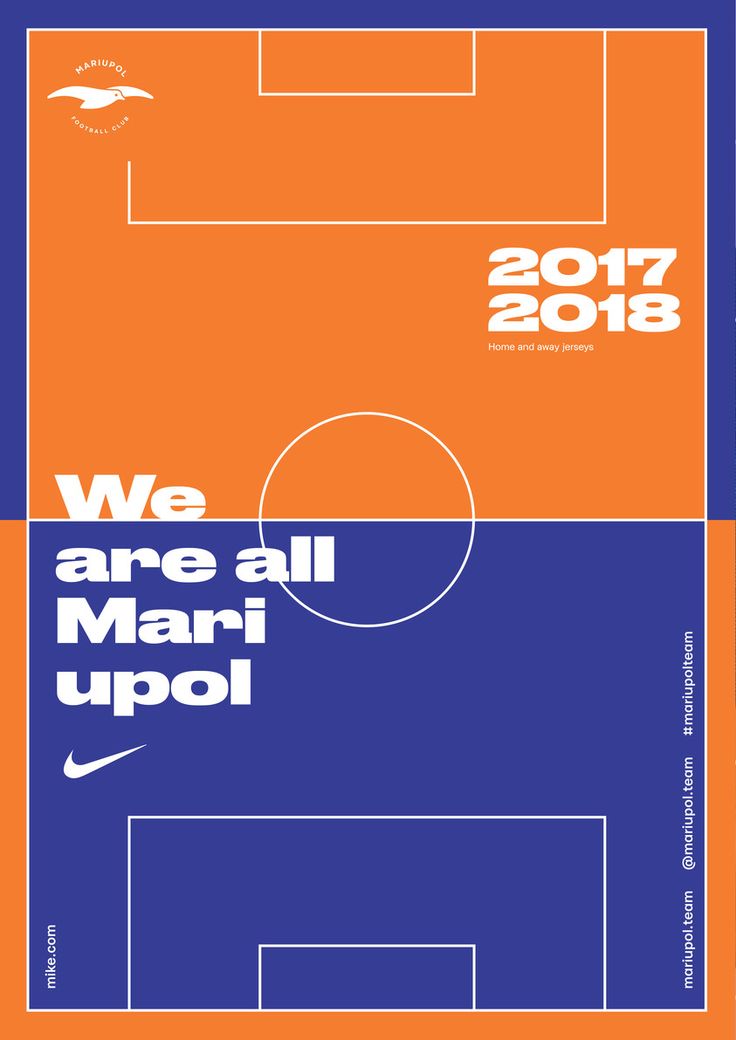 2017
2018
Home and away jerseys
We
are all
Mari
upol
MARIUPOL
FOOTBALL CLUB
mariupol.team
@mariupol.team
#mariupolteam
mike.com